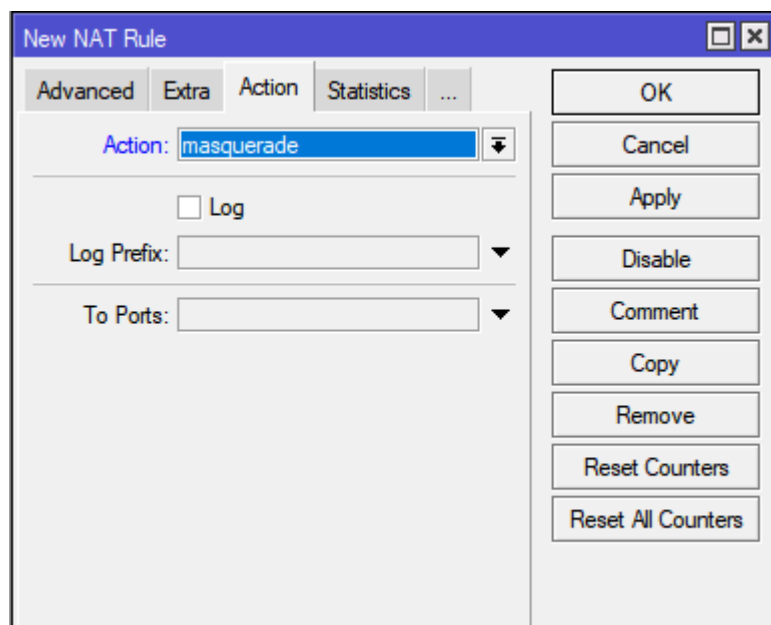 New NAT Rule
Advanced Extra Action Statistics ...
OK
Action: masquerade
Cancel
Log
Apply
Log Prefix:
Disable
To Ports:
Comment
Copy
Remove
Reset Counters
Reset All Counters